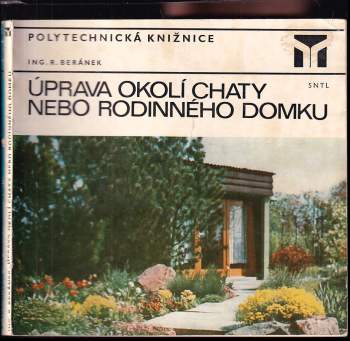 POLYTECHNICKÁ KNIŽNICE
ING. R. BERÁNEK
SNTL
ÚPRAVA OKOLÍ CHATY
NEBO RODINNÉHO DOMKU